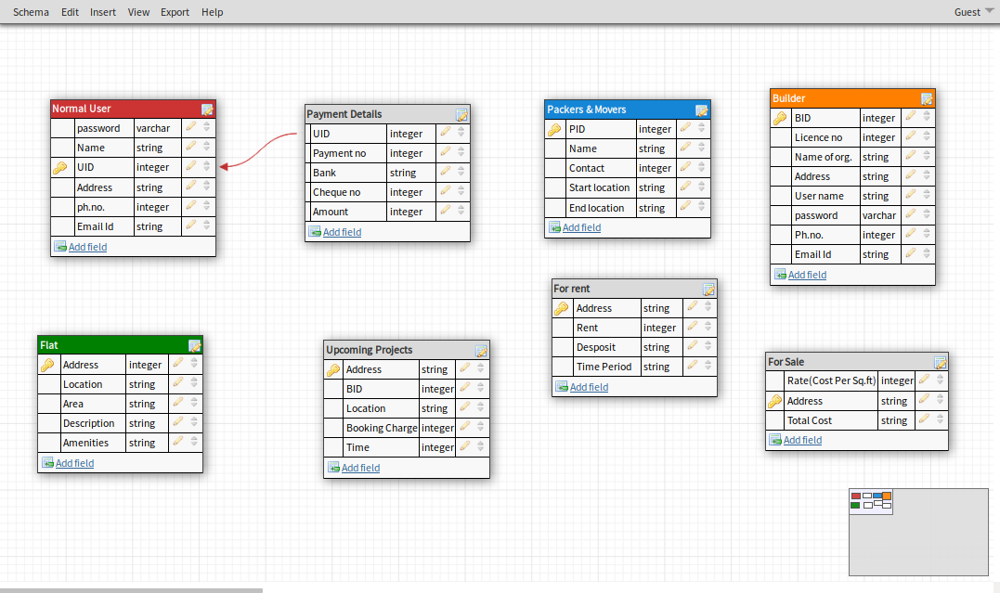 Schema Edit Insert View Export Help Guest
Normal User
password varchar
Name string
UID integer
Address string
ph.no. integer
Email Id string
Add field
Payment Details
UID integer
Payment no integer
Bank string
Cheque no integer
Amount integer
Add field
Packers & Movers
PID integer
Name string
Contact integer
Start location string
End location string
Add field
Builder
BID integer
Licence no integer
Name of org. string
Address string
User name string
password varchar
Ph.no. integer
Email Id string
Add field
For rent
Address string
Rent integer
Desposit string
Time Period string
Add field
Flat
Address integer
Location string
Area string
Description string
Amenities string
Add field
Upcoming Projects
Address string
BID integer
Location string
Booking Charge integer
Time integer
Add field
For Sale
Rate(Cost Per Sq.ft) integer
Address string
Total Cost string
Add field